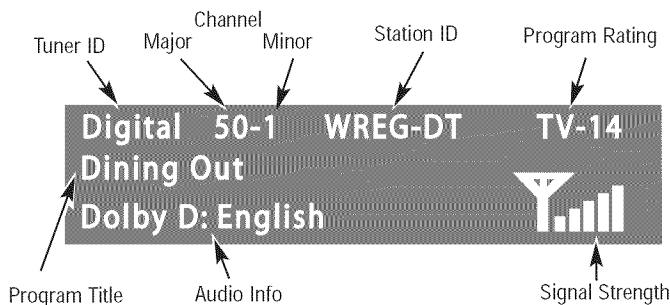 Channel
Tuner ID Major Minor Station ID Program Rating
Digital 50-1 WREG-DT TV-14
Dining Out
Dolby D: English
Program Title Audio Info Signal Strength